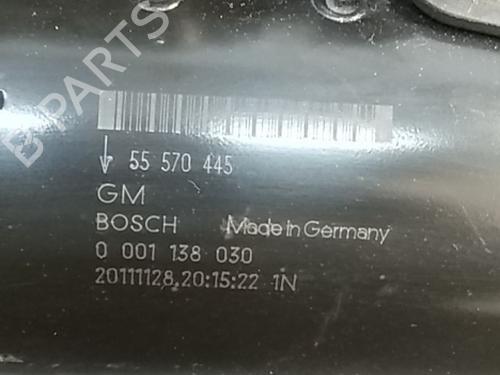 B PARTS
55 570 445
GM
BOSCH Made in Germany
0 001 138 030
20111128.20:15:22 1N